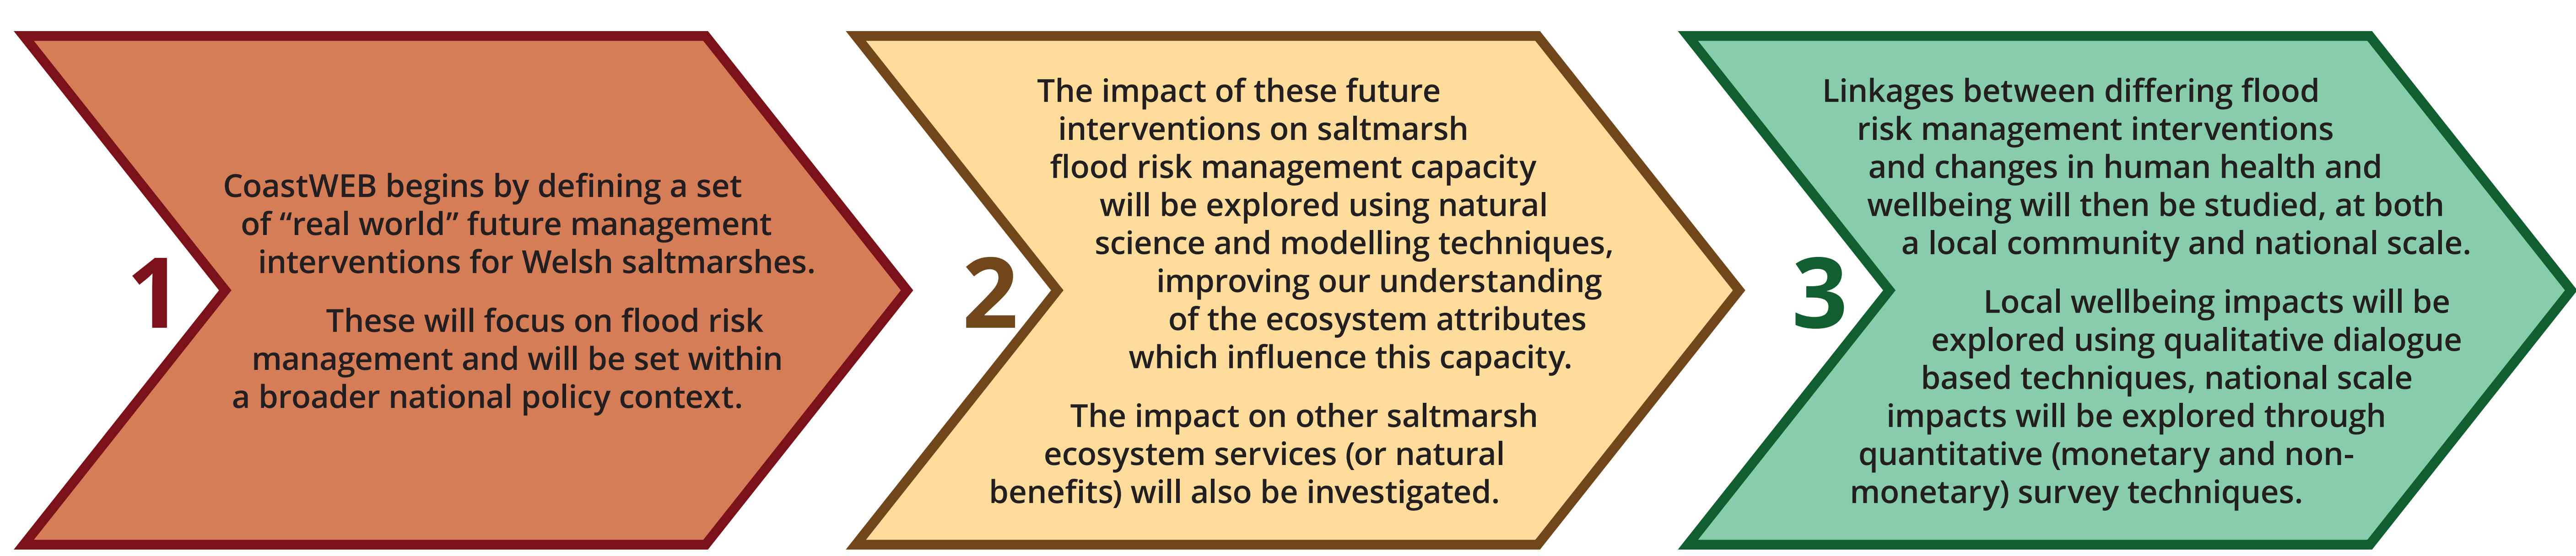 1
CoastWEB begins by defining a set
of “real world” future management
interventions for Welsh saltmarshes.
These will focus on flood risk
management and will be set within
a broader national policy context.
2
The impact of these future
interventions on saltmarsh
flood risk management capacity
will be explored using natural
science and modelling techniques,
improving our understanding
of the ecosystem attributes
which influence this capacity.
The impact on other saltmarsh
ecosystem services (or natural
benefits) will also be investigated.
3
Linkages between differing flood
risk management interventions
and changes in human health and
wellbeing will then be studied, at both
a local community and national scale.
Local wellbeing impacts will be
explored using qualitative dialogue
based techniques, national scale
impacts will be explored through
quantitative (monetary and non-
monetary) survey techniques.